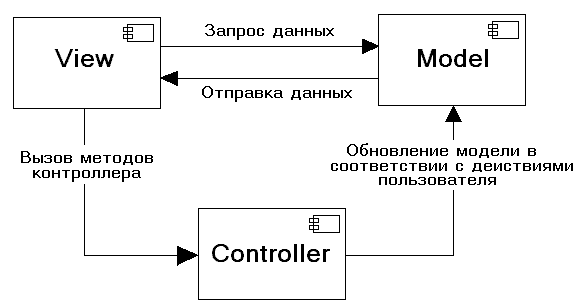 View
Запрос данных
Model
Отправка данных
Вызов методов
контроллера
Обновление модели в
соответствии с деиствиями
пользователя
Controller